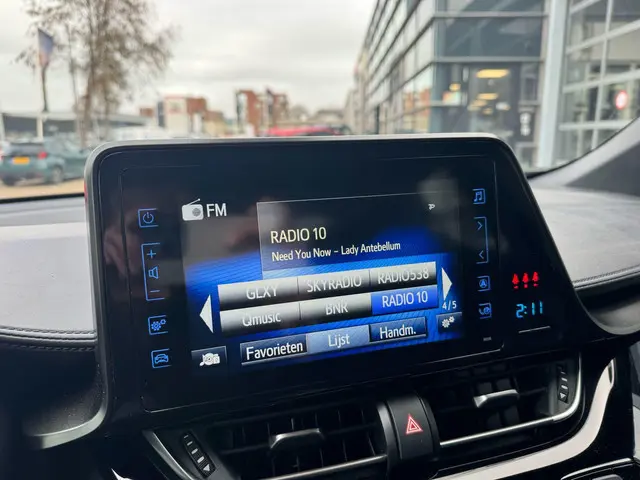 FM
RADIO 10
Need You Now - Lady Antebellum
GLXY SKYRADIO RADIO538
Qmusic BNR RADIO 10
4/5
Favorieten Lijst Handm.
2:11